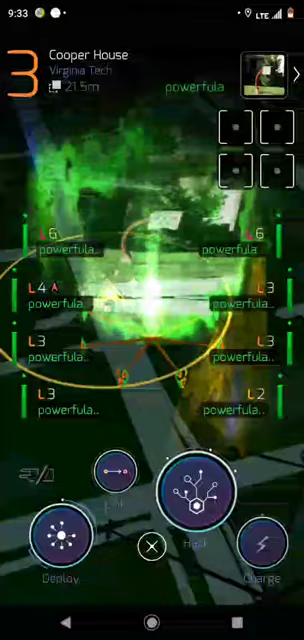 9:33
LTE
3
Cooper House
Virginia Tech
21.5m
powerfula
L6
L6
powerfula..
powerfula..
L4
L3
powerfula..
powerfula..
L3
L3
powerfula..
powerfula..
L3
L2
powerfula..
powerfula..
Link
Hack
Deploy
Charge